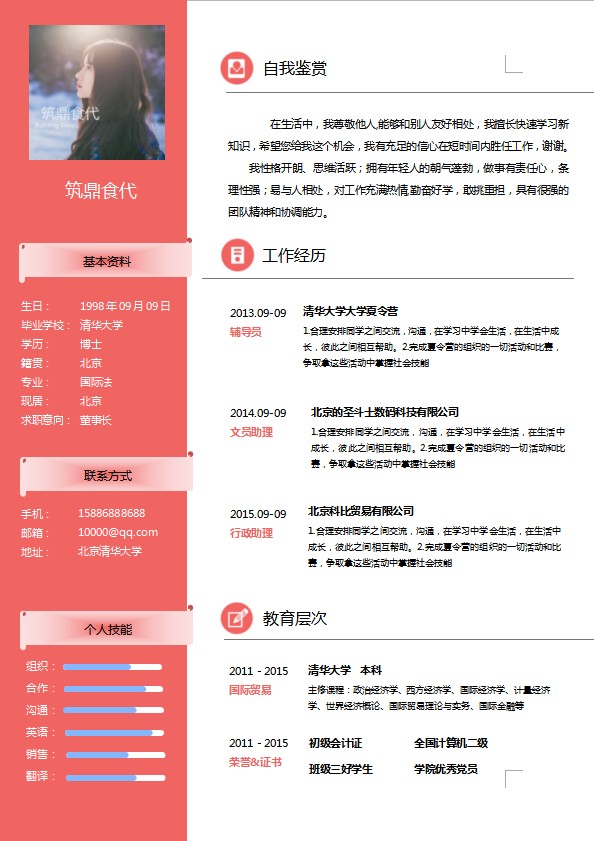 筑鼎食代
筑鼎食代
基本资料
生日： 1998年09月09日
毕业学校： 清华大学
学历： 博士
籍贯： 北京
专业： 国际法
现居： 北京
求职意向： 董事长
联系方式
手机： 15886888688
邮箱： 10000@qq.com
地址： 北京清华大学
个人技能
组织：
合作：
沟通：
英语：
销售：
翻译：
自我鉴赏
在生活中，我善敬他人,能够和别人友好相处，我擅长快速学习新
知识，希望您给我这个机会，我有充足的信心在短时间内胜任工作，谢谢。
我性格开朗、思维活跃；拥有年轻人的朝气蓬勃，做事有责任心，条
理性强；易与人相处，对工作充满热情,勤奋好学，敢挑重担，具有很强的
团队精神和协调能力。
工作经历
2013.09-09 清华大学大学夏令营
辅导员 1.合理安排同学之间交流，沟通，在学习中学会生活，在生活中成
长，彼此之间相互帮助。2.完成夏令营的组织的一切活动和比赛，
争取拿这些活动中掌握社会技能
2014.09-09 北京的圣斗士数码科技有限公司
文员助理 1.合理安排同学之间交流，沟通，在学习中学会生活，在生活中
成长，彼此之间相互帮助。2.完成夏令营的组织的一切活动和比
赛，争取拿这些活动中掌握社会技能
2015.09-09 北京科比贸易有限公司
行政助理 1.合理安排同学之间交流，沟通，在学习中学会生活，在生活中
成长，彼此之间相互帮助。2.完成夏令营的组织的一切活动和比
赛，争取拿这些活动中掌握社会技能
教育层次
2011 - 2015 清华大学 本科
国际贸易 主修课程：政治经济学、西方经济学、国际经济学、计量经济
学、世界经济概论、国际贸易理论与实务、国际金融等
2011 - 2015 初级会计证 全国计算机二级
荣誉&证书 班级三好学生 学院优秀党员